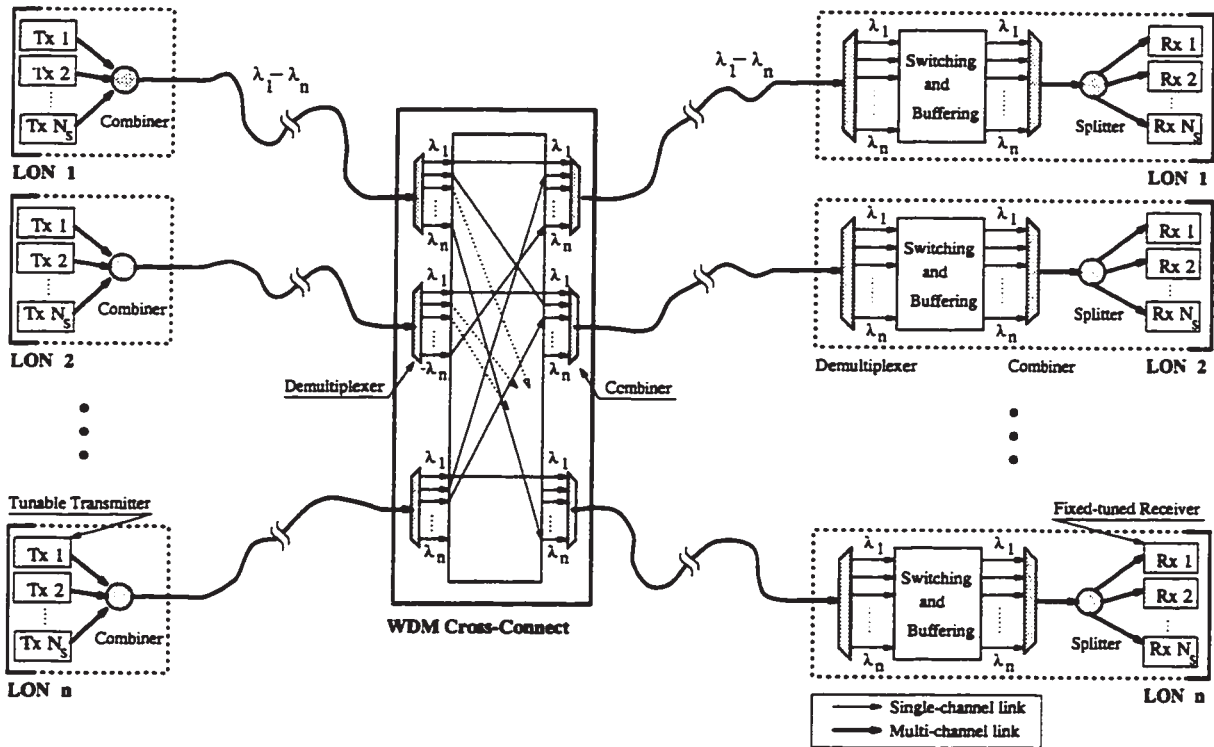 Tx 1
Tx 2
Tx N_s
Combiner
LON 1
λ_1 – λ_n
λ_1
λ_n
λ_1
λ_n
λ_1 – λ_n
λ_1
λ_n
Switching
and
Buffering
λ_1
λ_n
Splitter
Rx 1
Rx 2
Rx N_s
LON 1
Tx 1
Tx 2
Tx N_s
Combiner
LON 2
λ_1
λ_n
λ_1
λ_n
Demultiplexer
Combiner
λ_1
λ_n
Switching
and
Buffering
λ_1
λ_n
Splitter
Rx 1
Rx 2
Rx N_s
Demultiplexer
Combiner
LON 2
Tunable Transmitter
Tx 1
Tx 2
Tx N_s
Combiner
LON n
λ_1
λ_n
λ_1
λ_n
WDM Cross-Connect
Fixed-tuned Receiver
λ_1
λ_n
Switching
and
Buffering
λ_1
λ_n
Splitter
Rx 1
Rx 2
Rx N_s
LON n
Single-channel link
Multi-channel link